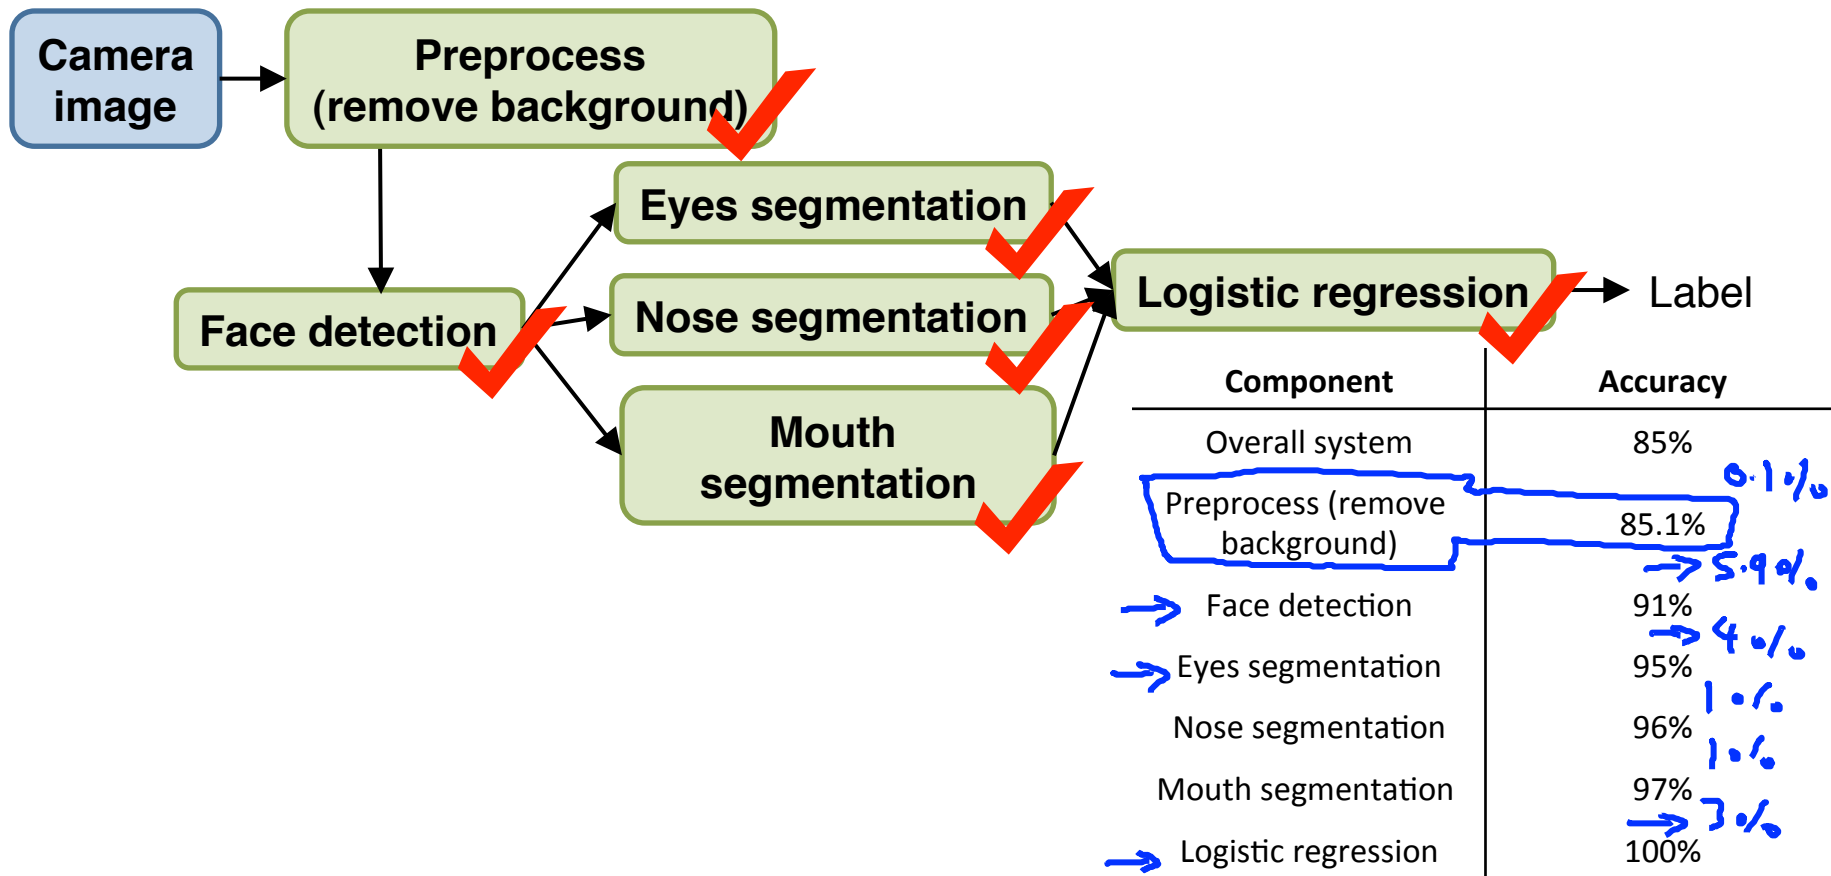 Camera
image
Preprocess
(remove background)
Eyes segmentation
Nose segmentation
Mouth
segmentation
Face detection
Logistic regression
Label
Component Accuracy
Overall system 85%
0.1%
Preprocess (remove
background) 85.1%
5.9%
Face detection 91%
4%
Eyes segmentation 95%
1%
Nose segmentation 96%
1%
Mouth segmentation 97%
3%
Logistic regression 100%